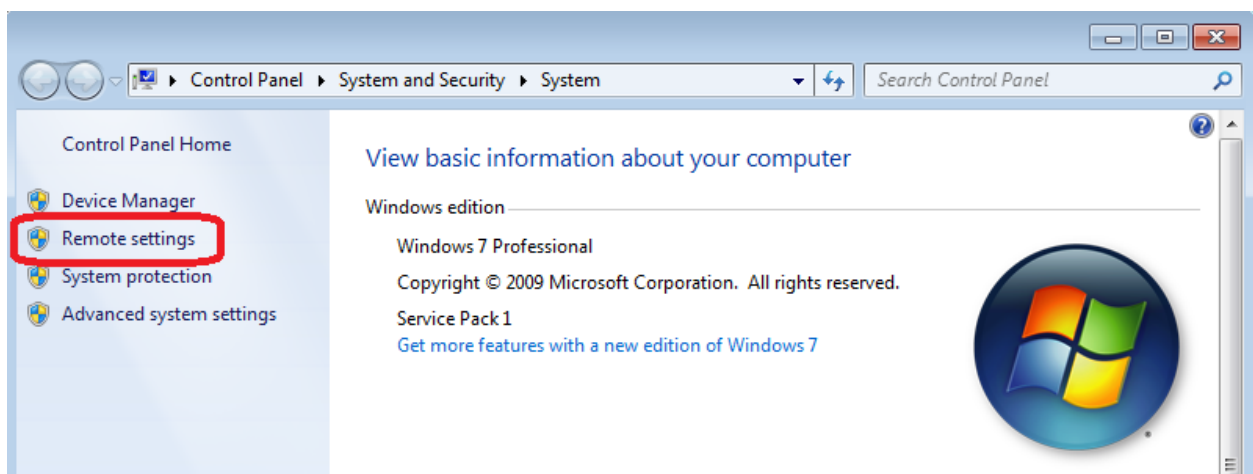 Control Panel ▸ System and Security ▸ System
Search Control Panel
Control Panel Home
Device Manager
Remote settings
System protection
Advanced system settings
View basic information about your computer
Windows edition
Windows 7 Professional
Copyright © 2009 Microsoft Corporation. All rights reserved.
Service Pack 1
Get more features with a new edition of Windows 7